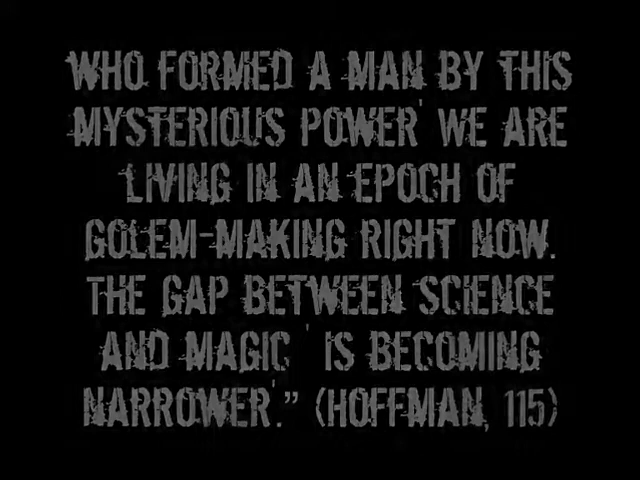 WHO FORMED A MAN BY THIS
MYSTERIOUS POWER' WE ARE
LIVING IN AN EPOCH OF
GOLEM-MAKING RIGHT NOW.
THE GAP BETWEEN SCIENCE
AND MAGIC ' IS BECOMING
NARROWER'." (HOFFMAN, 115)